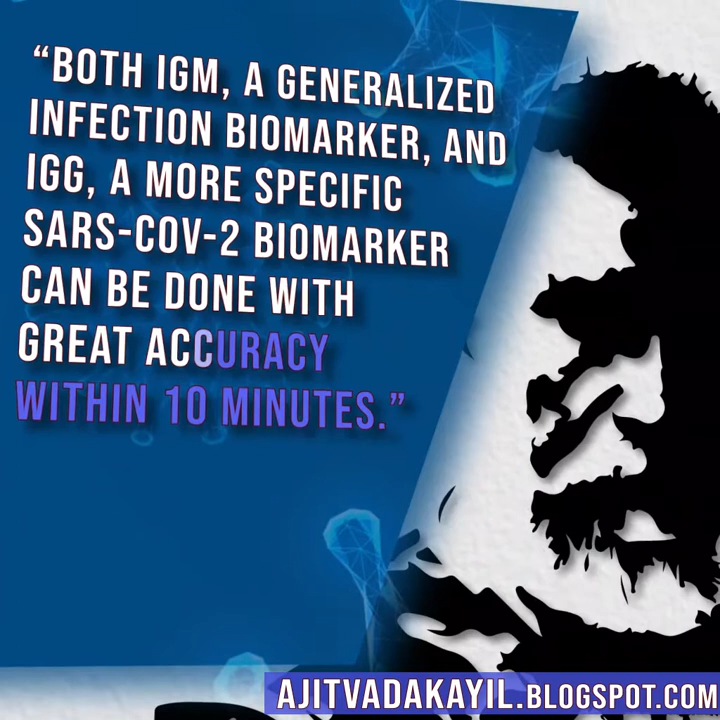 “BOTH IGM, A GENERALIZED
INFECTION BIOMARKER, AND
IGG, A MORE SPECIFIC
SARS-COV-2 BIOMARKER
CAN BE DONE WITH
GREAT ACCURACY
WITHIN 10 MINUTES.”
AJITVADAKAYIL.BLOGSPOT.COM